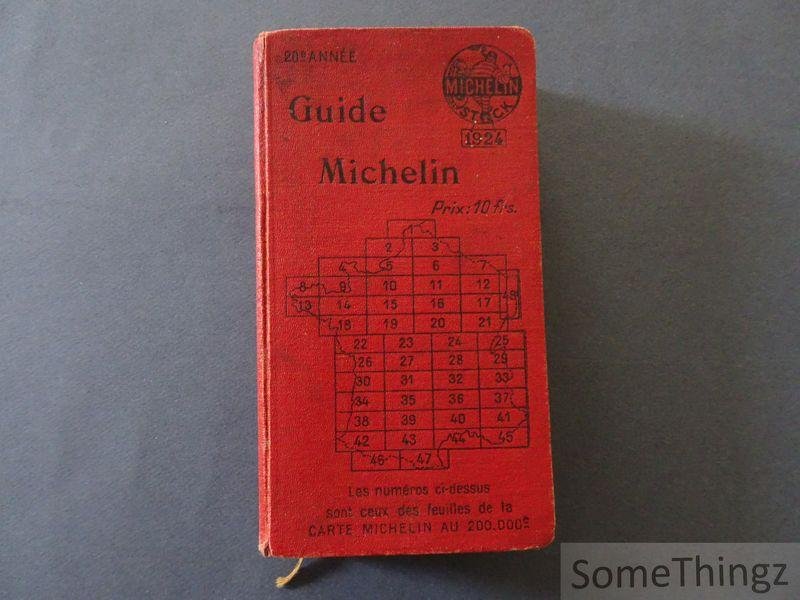 20e ANNÉE
MICHELIN
STOCK
1924
Guide
Michelin
Prix: 10 frs.
1
2 3
4 5 6 7
8 9 10 11 12 48
13 14 15 16 17
18 19 20 21
22 23 24 25
26 27 28 29
30 31 32 33
34 35 36 37
38 39 40 41
42 43 44 45
46 47
Les numéros ci-dessus
sont ceux des feuilles de la
CARTE MICHELIN AU 200.000e
SomeThingz